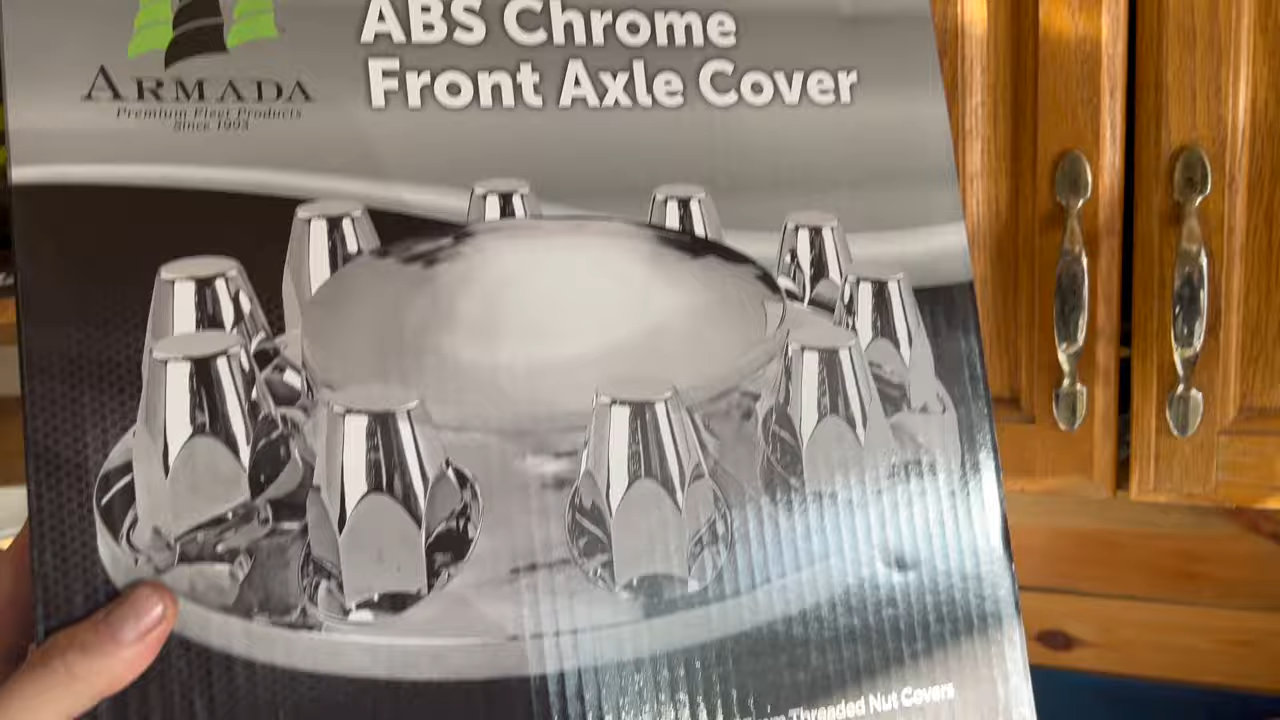 ABS Chrome
Front Axle Cover
ARMADA
Premium Fleet Products
Since 1993
Threaded Nut Covers